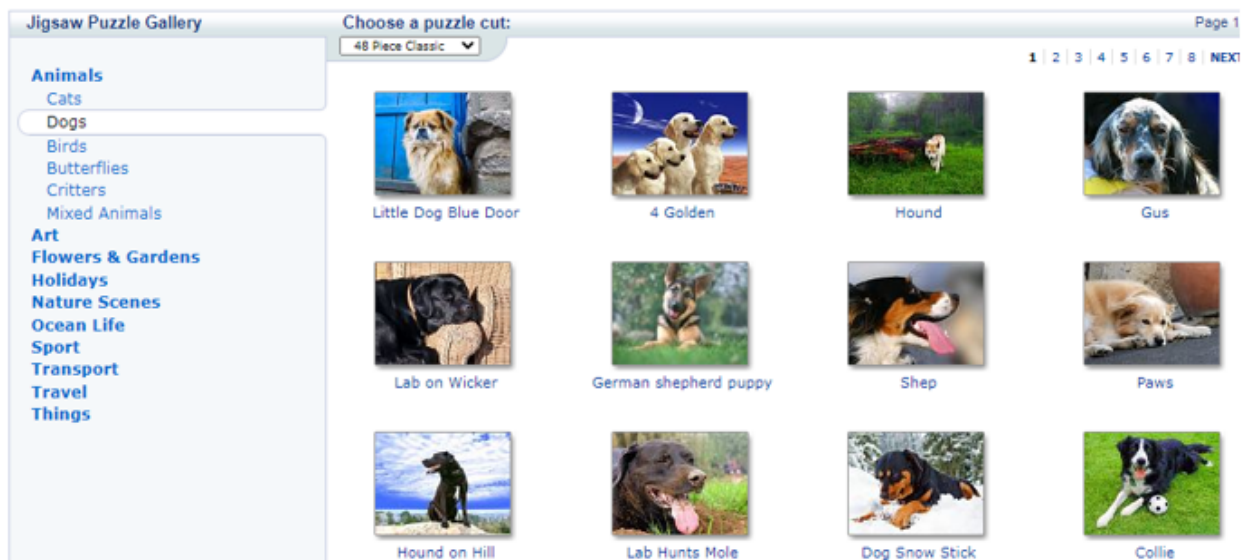 Jigsaw Puzzle Gallery
Choose a puzzle cut:
Page 1
48 Piece Classic
1 | 2 | 3 | 4 | 5 | 6 | 7 | 8 | NEXT
Animals
Cats
Dogs
Birds
Butterflies
Critters
Mixed Animals
Art
Flowers & Gardens
Holidays
Nature Scenes
Ocean Life
Sport
Transport
Travel
Things
Little Dog Blue Door
4 Golden
Hound
Gus
Lab on Wicker
German shepherd puppy
Shep
Paws
Hound on Hill
Lab Hunts Mole
Dog Snow Stick
Collie